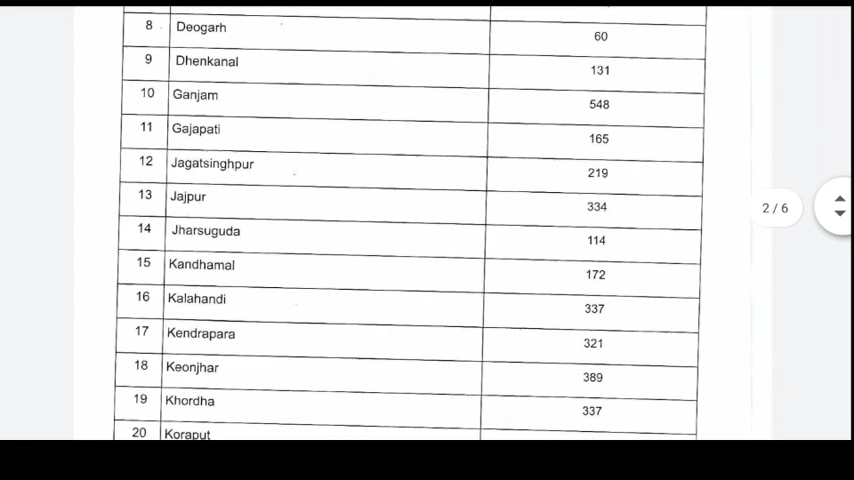 8 Deogarh 60
9 Dhenkanal 131
10 Ganjam 548
11 Gajapati 165
12 Jagatsinghpur 219
13 Jajpur 334
14 Jharsuguda 114
15 Kandhamal 172
16 Kalahandi 337
17 Kendrapara 321
18 Keonjhar 389
19 Khordha 337
20 Koraput
2 / 6